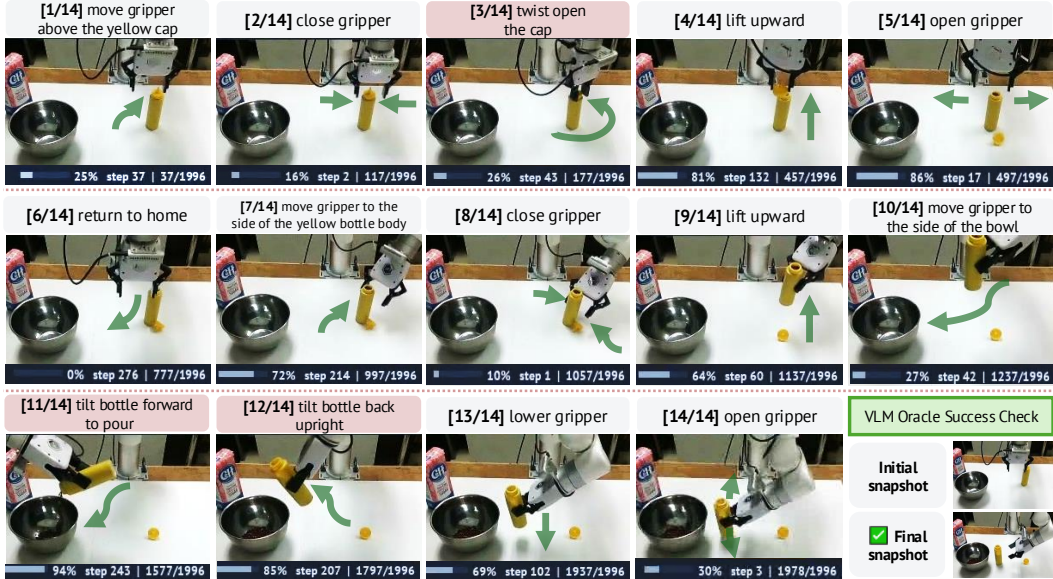 [1/14] move gripper
above the yellow cap
[2/14] close gripper
[3/14] twist open
the cap
[4/14] lift upward
[5/14] open gripper
25% step 37 | 37/1996
16% step 2 | 117/1996
26% step 43 | 177/1996
81% step 132 | 457/1996
86% step 17 | 497/1996
[6/14] return to home
[7/14] move gripper to the
side of the yellow bottle body
[8/14] close gripper
[9/14] lift upward
[10/14] move gripper to
the side of the bowl
0% step 276 | 777/1996
72% step 214 | 997/1996
10% step 1 | 1057/1996
64% step 60 | 1137/1996
27% step 42 | 1237/1996
[11/14] tilt bottle forward
to pour
[12/14] tilt bottle back
upright
[13/14] lower gripper
[14/14] open gripper
VLM Oracle Success Check
Initial
snapshot
Final
snapshot
94% step 243 | 1577/1996
85% step 207 | 1797/1996
69% step 102 | 1937/1996
30% step 3 | 1978/1996